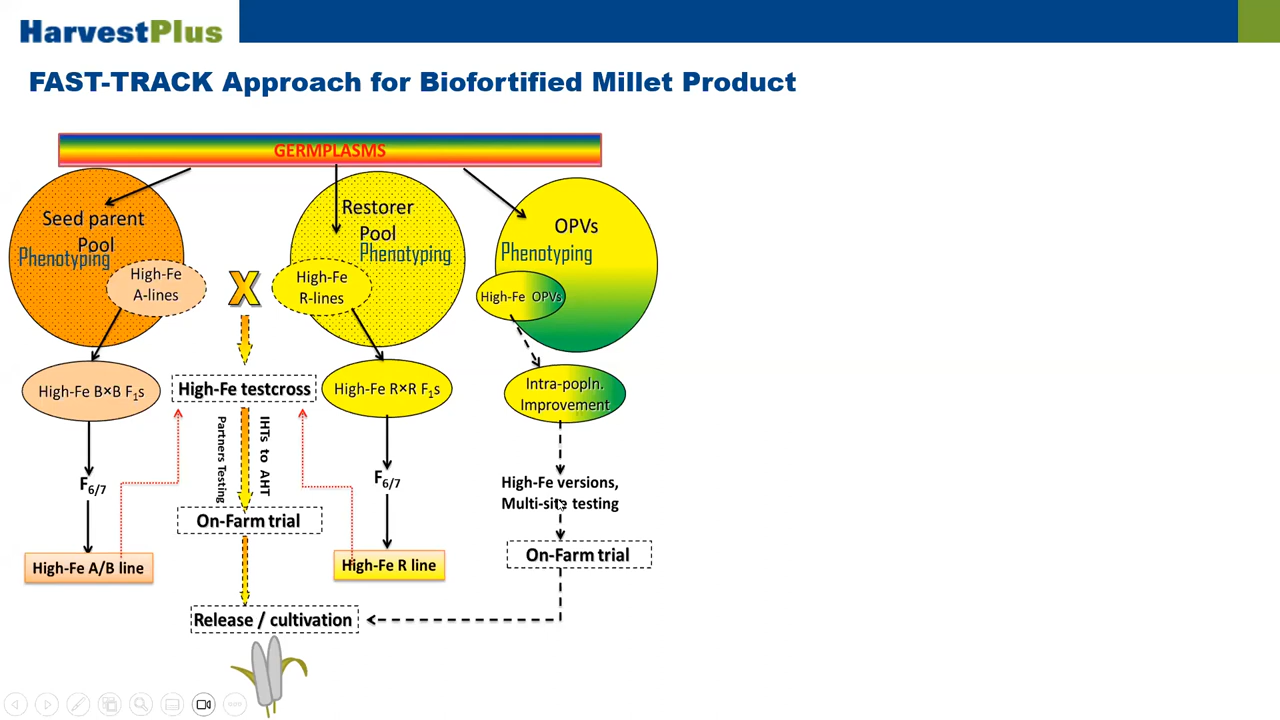 HarvestPlus
FAST-TRACK Approach for Biofortified Millet Product
GERMPLASMS
Seed parent
Pool
Phenotyping
High-Fe
A-lines
X
Restorer
Pool
Phenotyping
High-Fe
R-lines
OPVs
Phenotyping
High-Fe OPVs
High-Fe B×B F1s
High-Fe testcross
High-Fe R×R F1s
Intra-popln.
Improvement
Partners Testing
IHTs to AHT
F6/7
F6/7
High-Fe versions,
Multi-site testing
On-Farm trial
On-Farm trial
High-Fe A/B line
High-Fe R line
Release / cultivation